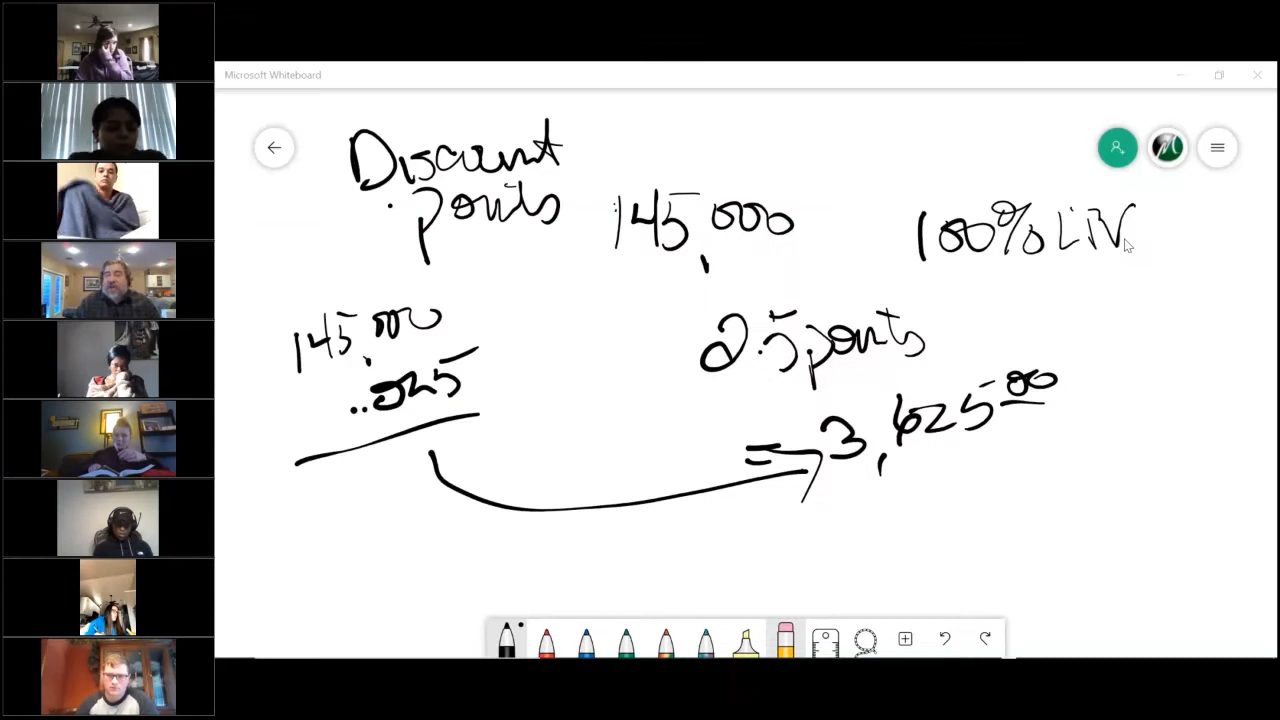 Microsoft Whiteboard
Discount
points
145,000
100% LTV
145,000
.025
2.5 points
= 3,625.00